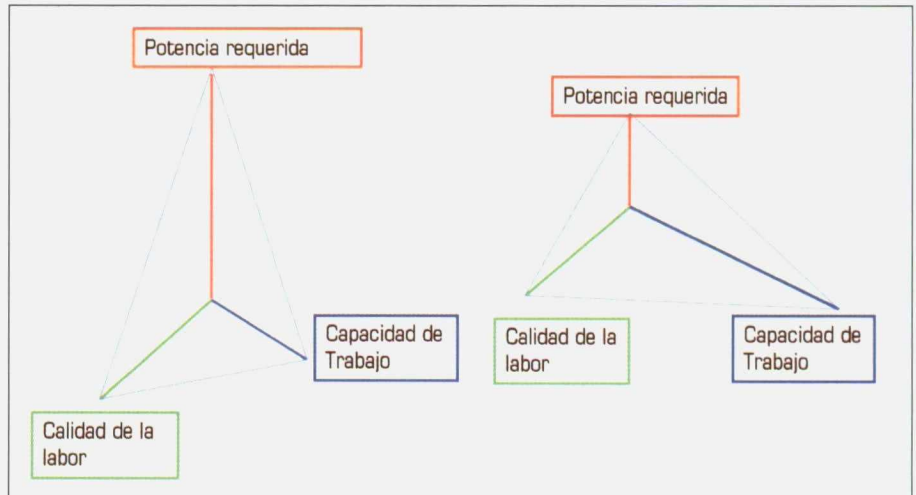 Potencia requerida
Capacidad de
Trabajo
Calidad de la
labor
Potencia requerida
Calidad de la
labor
Capacidad de
Trabajo